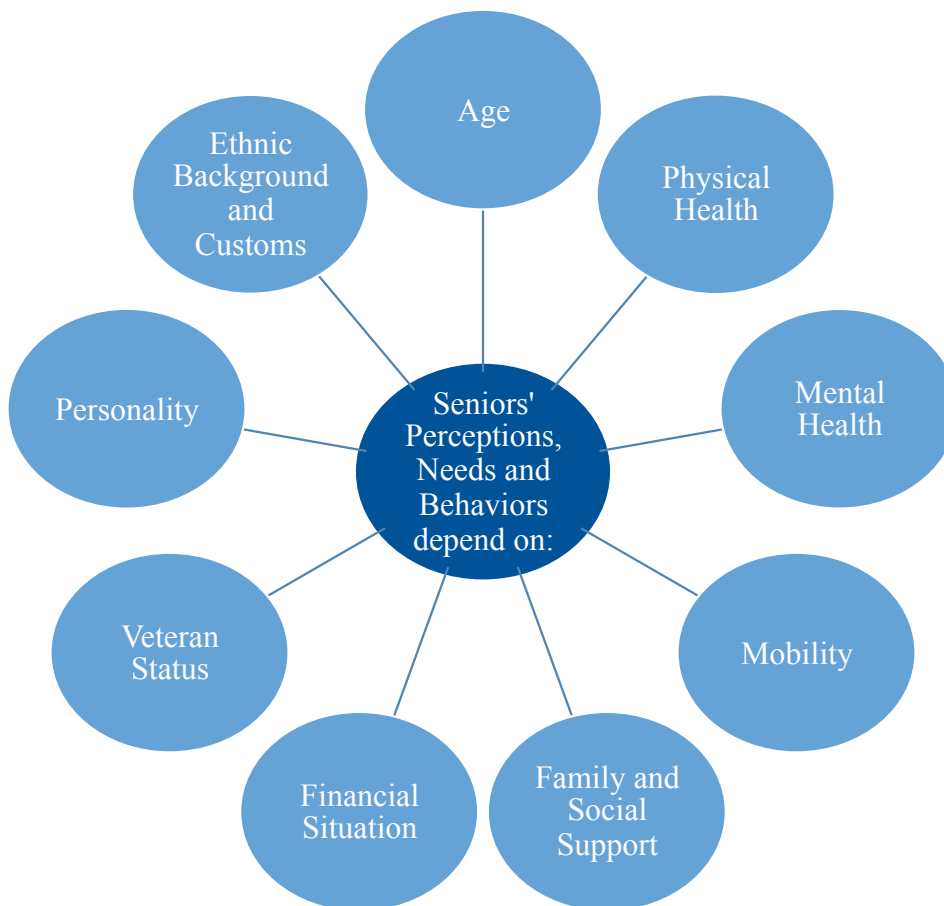 Age
Ethnic
Background
and
Customs
Physical
Health
Personality
Seniors'
Perceptions,
Needs and
Behaviors
depend on:
Mental
Health
Veteran
Status
Mobility
Financial
Situation
Family and
Social
Support